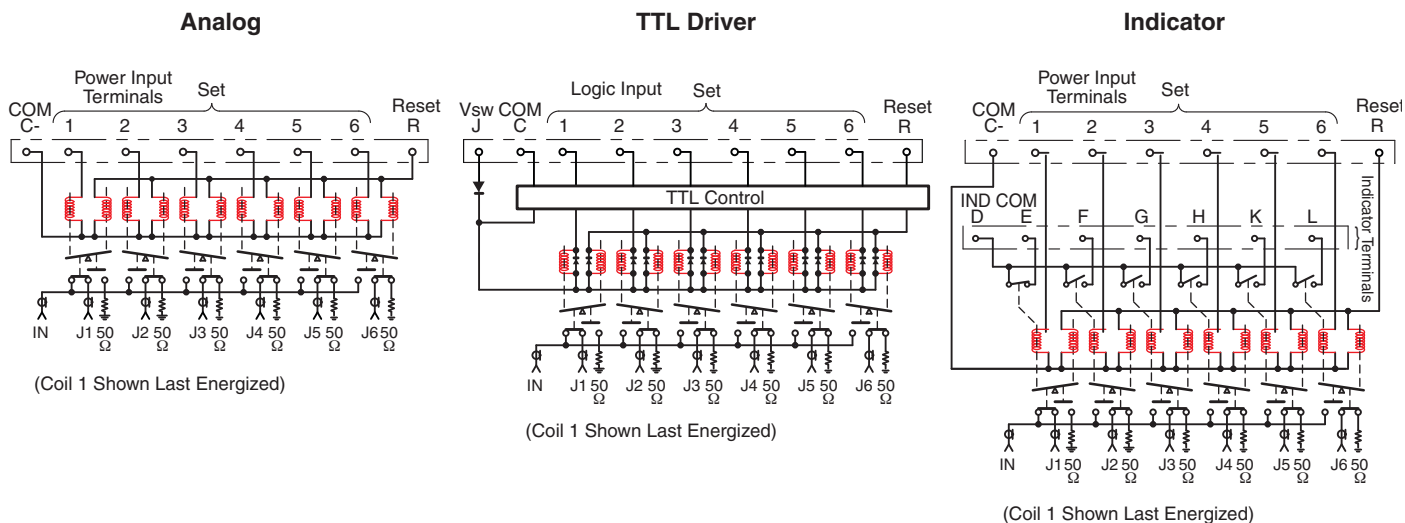 Analog
Power Input
Terminals
Set
COM
C-
1 2 3 4 5 6
Reset
R
IN J1 50 Ω J2 50 Ω J3 50 Ω J4 50 Ω J5 50 Ω J6 50 Ω
(Coil 1 Shown Last Energized)
TTL Driver
Logic Input
Set
Vsw
J
COM
C
1 2 3 4 5 6
Reset
R
TTL Control
IN J1 50 Ω J2 50 Ω J3 50 Ω J4 50 Ω J5 50 Ω J6 50 Ω
(Coil 1 Shown Last Energized)
Indicator
Power Input
Terminals
Set
COM
C-
1 2 3 4 5 6
Reset
R
IND COM
D E F G H K L
Indicator Terminals
IN J1 50 Ω J2 50 Ω J3 50 Ω J4 50 Ω J5 50 Ω J6 50 Ω
(Coil 1 Shown Last Energized)